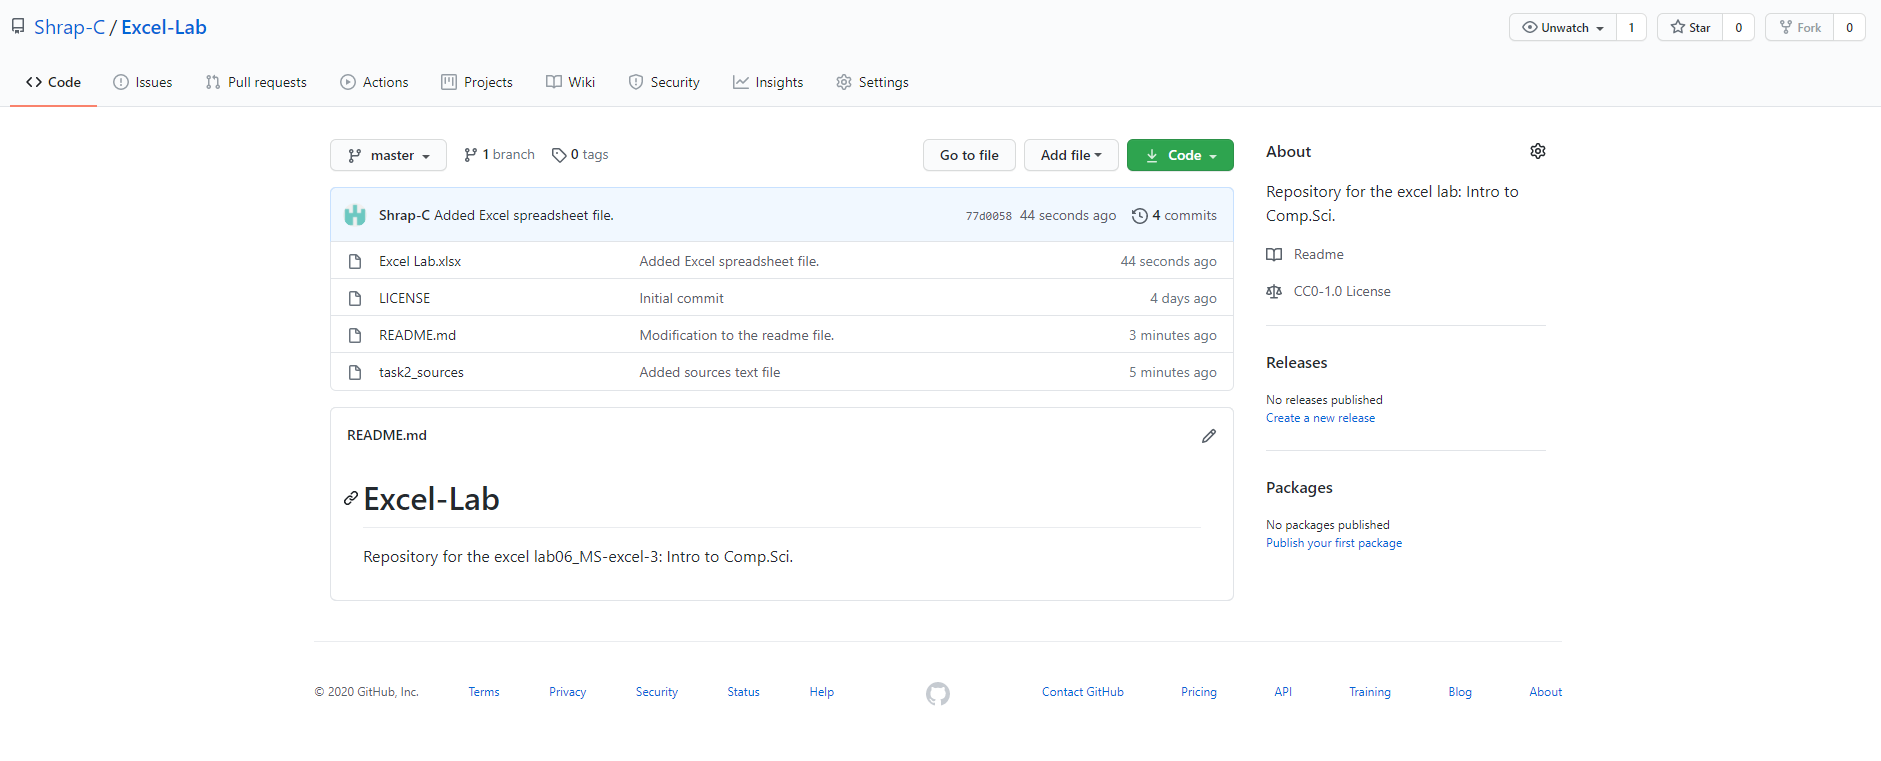 Shrap-C / Excel-Lab
Unwatch 1
Star 0
Fork 0
Code
Issues
Pull requests
Actions
Projects
Wiki
Security
Insights
Settings
master
1 branch
0 tags
Go to file
Add file
Code
Shrap-C Added Excel spreadsheet file. 77d0058 44 seconds ago 4 commits
Excel Lab.xlsx Added Excel spreadsheet file. 44 seconds ago
LICENSE Initial commit 4 days ago
README.md Modification to the readme file. 3 minutes ago
task2_sources Added sources text file 5 minutes ago
README.md
Excel-Lab
Repository for the excel lab06_MS-excel-3: Intro to Comp.Sci.
About
Repository for the excel lab: Intro to
Comp.Sci.
Readme
CC0-1.0 License
Releases
No releases published
Create a new release
Packages
No packages published
Publish your first package
© 2020 GitHub, Inc.
Terms
Privacy
Security
Status
Help
Contact GitHub
Pricing
API
Training
Blog
About